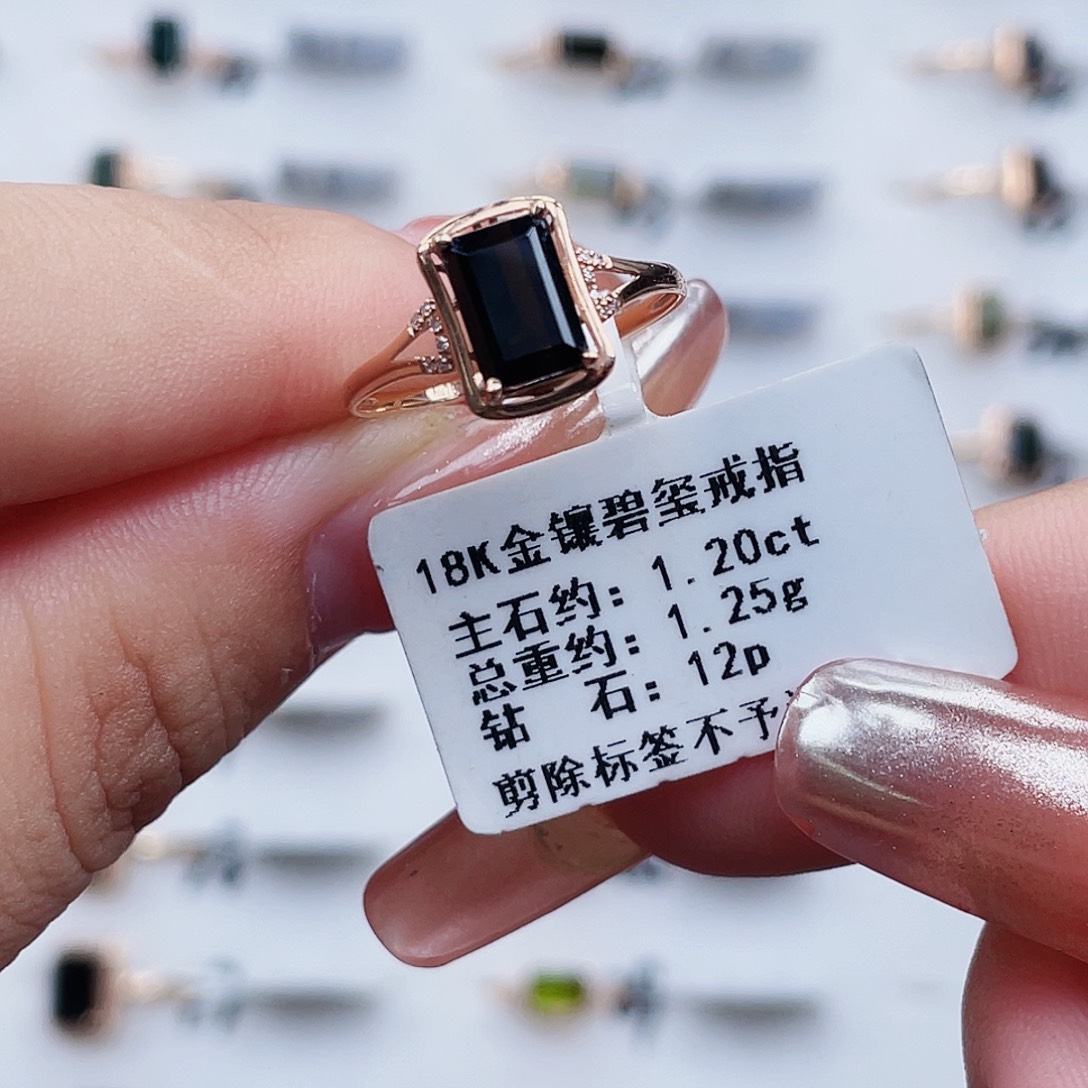 18K金镶碧玺戒指
主石约: 1.20ct
总重约: 1.25g
钻 石: 12p
剪除标签不予